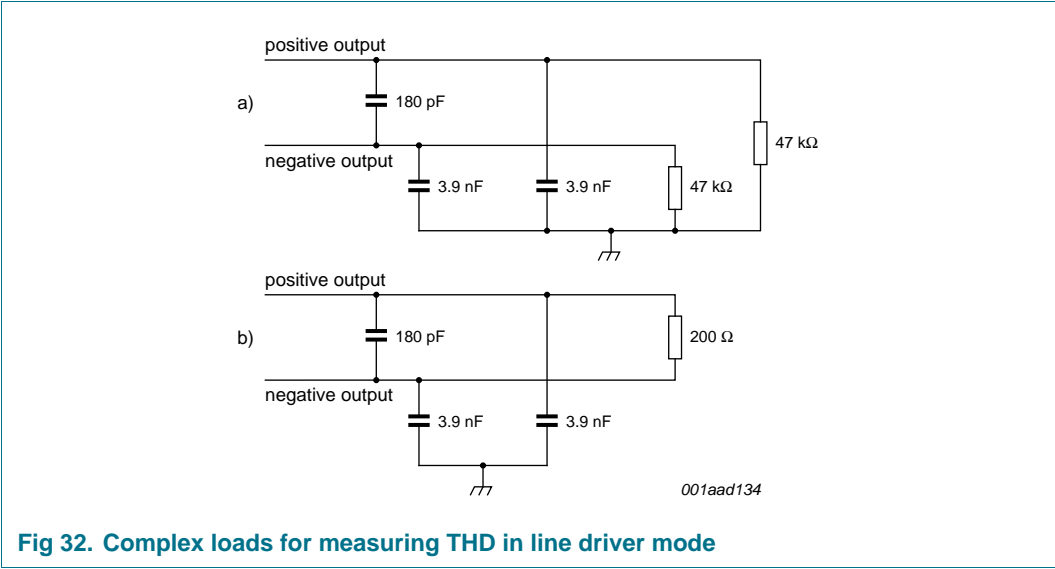 positive output
a)
180 pF
47 kΩ
negative output
3.9 nF
3.9 nF
47 kΩ
positive output
b)
180 pF
200 Ω
negative output
3.9 nF
3.9 nF
001aad134
Fig 32. Complex loads for measuring THD in line driver mode